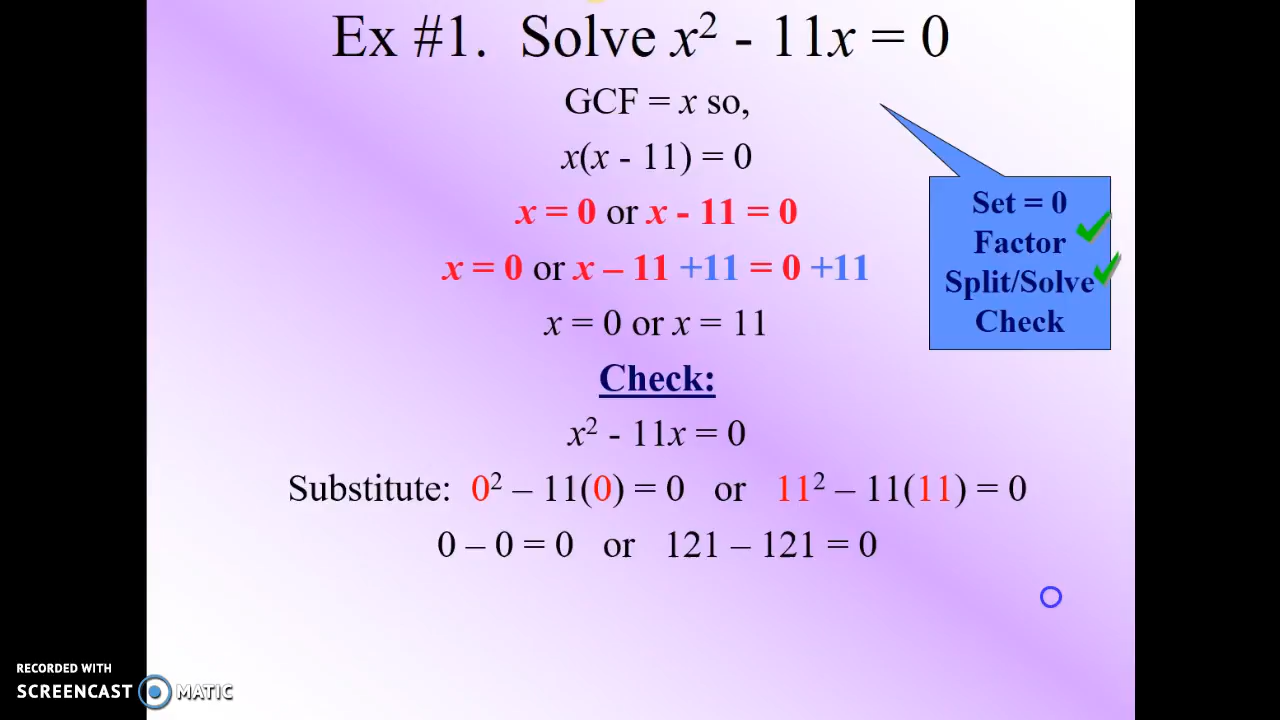 Ex #1. Solve x² - 11x = 0
GCF = x so,
x(x - 11) = 0
x = 0 or x - 11 = 0
x = 0 or x – 11 +11 = 0 +11
x = 0 or x = 11
Set = 0
Factor
Split/Solve
Check
Check:
x² - 11x = 0
Substitute: 0² – 11(0) = 0 or 11² – 11(11) = 0
0 – 0 = 0 or 121 – 121 = 0
RECORDED WITH
SCREENCAST MATIC